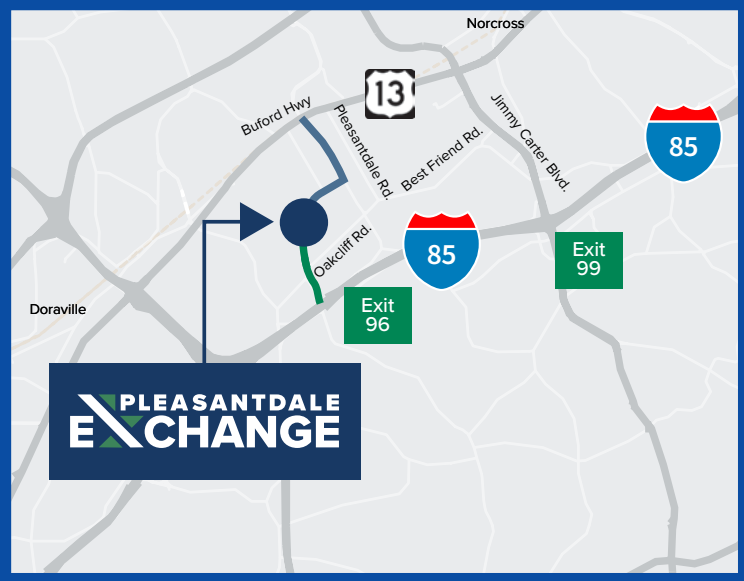 Norcross
13
Buford Hwy
Pleasantdale Rd.
Best Friend Rd.
Jimmy Carter Blvd.
85
Oakcliff Rd.
85
Exit
99
Exit
96
Doraville
PLEASANTDALE
EXCHANGE